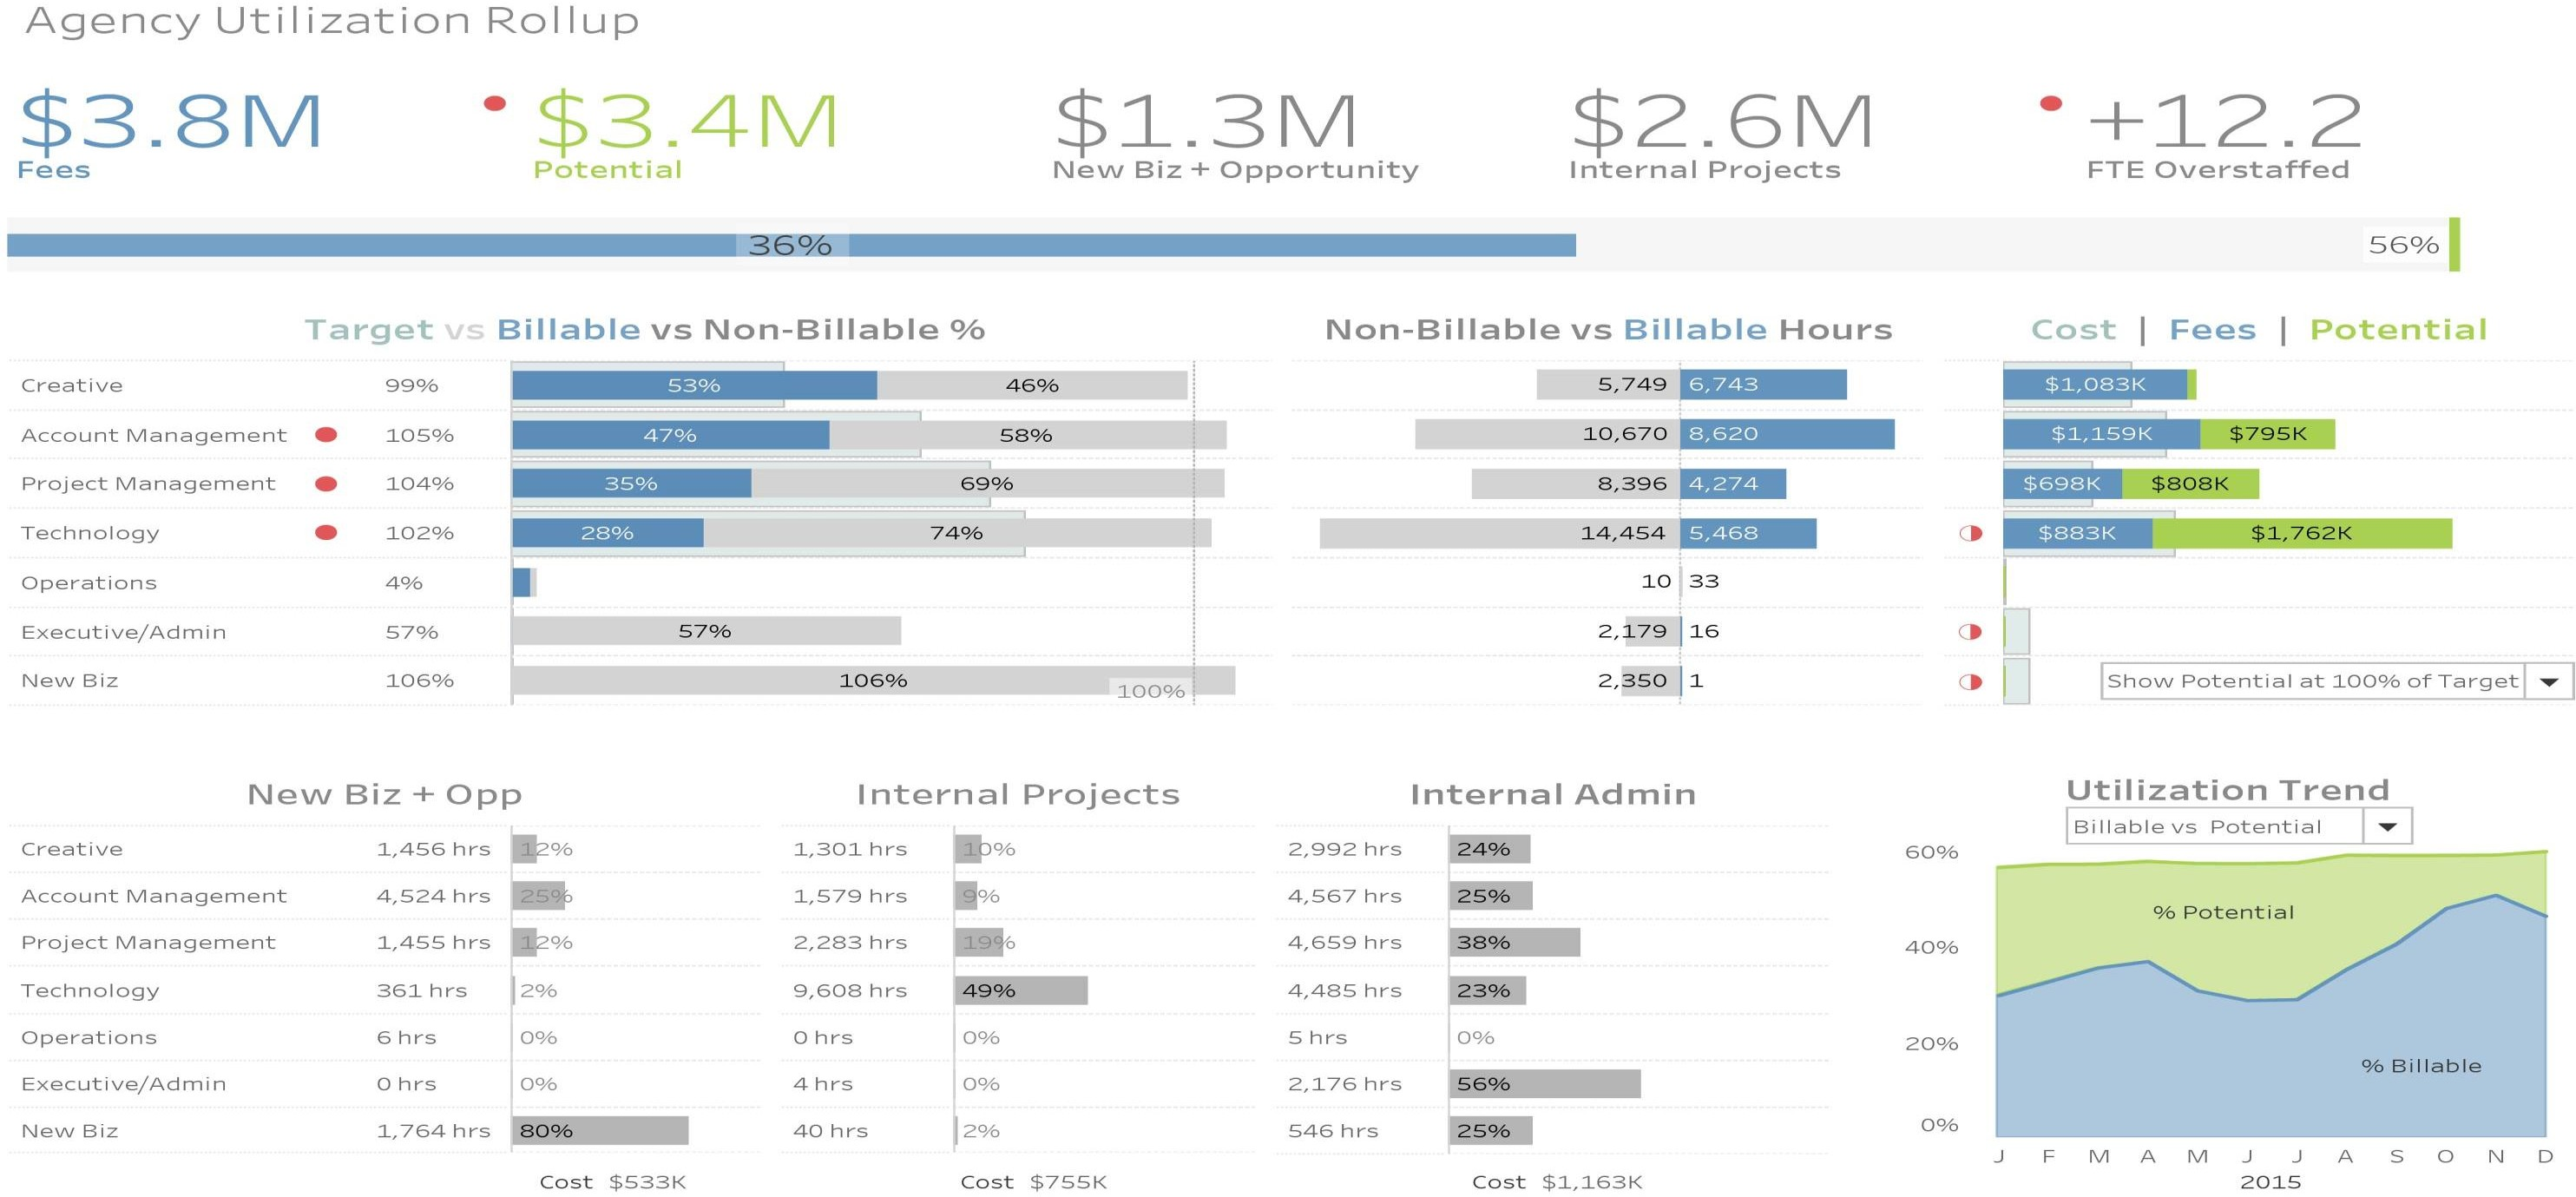 Agency Utilization Rollup
$3.8M $3.4M $1.3M $2.6M +12.2
Fees Potential New Biz + Opportunity Internal Projects FTE Overstaffed
36% 56%
Target vs Billable vs Non-Billable % Non-Billable vs Billable Hours Cost | Fees | Potential
Creative 99% 53% 46% 5,749 6,743 $1,083K
Account Management 105% 47% 58% 10,670 8,620 $1,159K $795K
Project Management 104% 35% 69% 8,396 4,274 $698K $808K
Technology 102% 28% 74% 14,454 5,468 $883K $1,762K
Operations 4% 10 33
Executive/Admin 57% 57% 2,179 16
New Biz 106% 106% 100% 2,350 1 Show Potential at 100% of Target
New Biz + Opp Internal Projects Internal Admin Utilization Trend
Billable vs Potential
Creative 1,456 hrs 12% 1,301 hrs 10% 2,992 hrs 24% 60%
Account Management 4,524 hrs 25% 1,579 hrs 9% 4,567 hrs 25% % Potential
Project Management 1,455 hrs 12% 2,283 hrs 19% 4,659 hrs 38% 40%
Technology 361 hrs 2% 9,608 hrs 49% 4,485 hrs 23%
Operations 6 hrs 0% 0 hrs 0% 5 hrs 0% 20%
Executive/Admin 0 hrs 0% 4 hrs 0% 2,176 hrs 56% % Billable
New Biz 1,764 hrs 80% 40 hrs 2% 546 hrs 25% 0%
J F M A M J J A S O N D
Cost $533K Cost $755K Cost $1,163K 2015